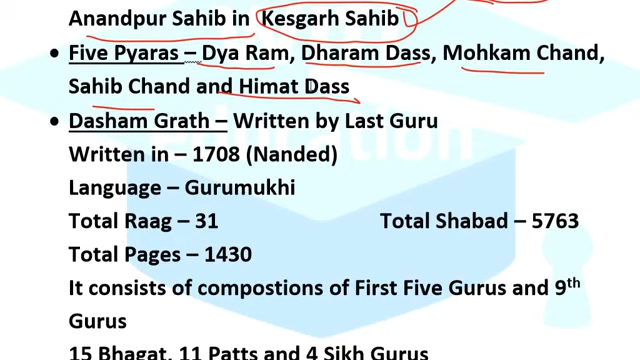 Anandpur Sahib in Kesgarh Sahib
• Five Pyaras – Dya Ram, Dharam Dass, Mohkam Chand,
Sahib Chand and Himat Dass
• Dasham Grath – Written by Last Guru
Written in – 1708 (Nanded)
Language – Gurumukhi
Total Raag – 31 Total Shabad – 5763
Total Pages – 1430
It consists of compostions of First Five Gurus and 9th
Gurus
15 Bhagat, 11 Patts and 4 Sikh Gurus